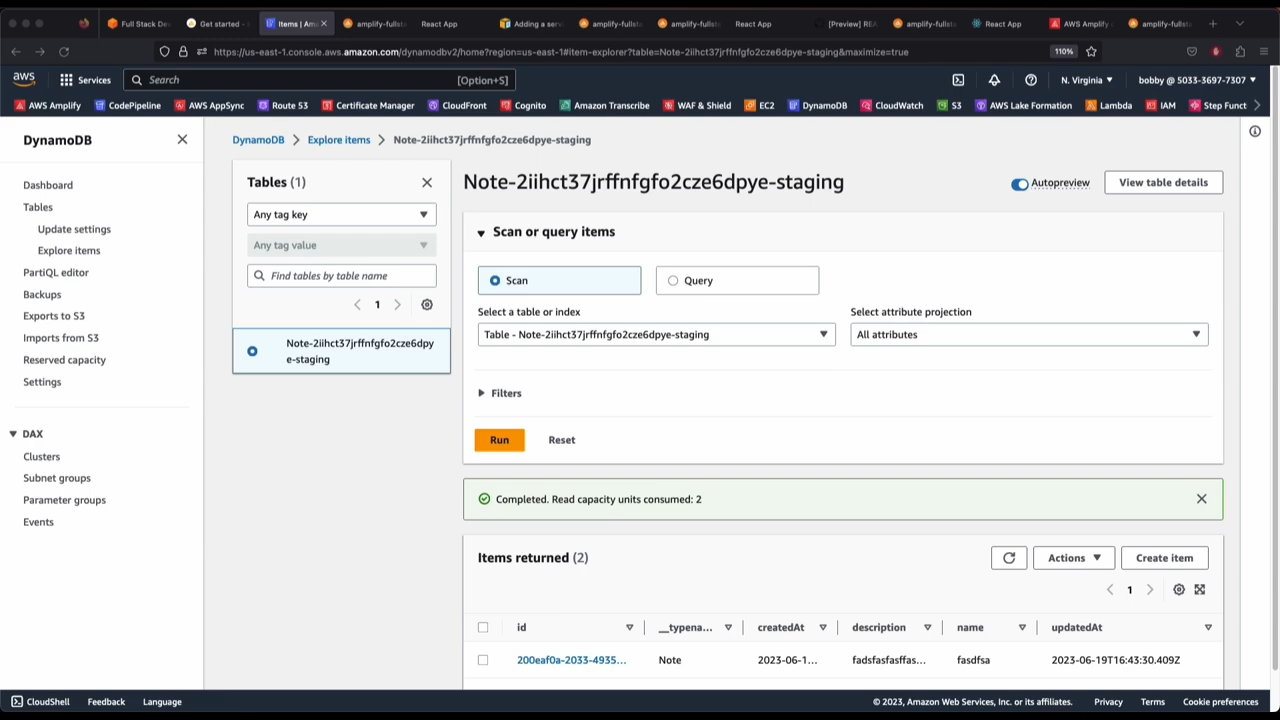 Full Stack De
Get started -
Items | Am
amplify-fullst
React App
Adding a serv
amplify-fullst
amplify-fullst
React App
[Preview] RE
amplify-fullst
React App
AWS Amplify
amplify-fullst
https://us-east-1.console.aws.amazon.com/dynamodbv2/home?region=us-east-1#item-explorer?table=Note-2iihct37jrffnfgfo2cze6dpye-staging&maximize=true
110%
aws
Services
Search
[Option+S]
N. Virginia
bobby @ 5033-3697-7307
AWS Amplify
CodePipeline
AWS AppSync
Route 53
Certificate Manager
CloudFront
Cognito
Amazon Transcribe
WAF & Shield
EC2
DynamoDB
CloudWatch
S3
AWS Lake Formation
Lambda
IAM
Step Funct
DynamoDB
Dashboard
Tables
Update settings
Explore items
PartiQL editor
Backups
Exports to S3
Imports from S3
Reserved capacity
Settings
DAX
Clusters
Subnet groups
Parameter groups
Events
DynamoDB
Explore items
Note-2iihct37jrffnfgfo2cze6dpye-staging
Tables (1)
Any tag key
Any tag value
Find tables by table name
1
Note-2iihct37jrffnfgfo2cze6dpy
e-staging
Note-2iihct37jrffnfgfo2cze6dpye-staging
Autopreview
View table details
Scan or query items
Scan
Query
Select a table or index
Select attribute projection
Table - Note-2iihct37jrffnfgfo2cze6dpye-staging
All attributes
Filters
Run
Reset
Completed. Read capacity units consumed: 2
Items returned (2)
Actions
Create item
1
id
__typena...
createdAt
description
name
updatedAt
200eaf0a-2033-4935...
Note
2023-06-1...
fadsfasfasffas...
fasdfsa
2023-06-19T16:43:30.409Z
CloudShell
Feedback
Language
© 2023, Amazon Web Services, Inc. or its affiliates.
Privacy
Terms
Cookie preferences